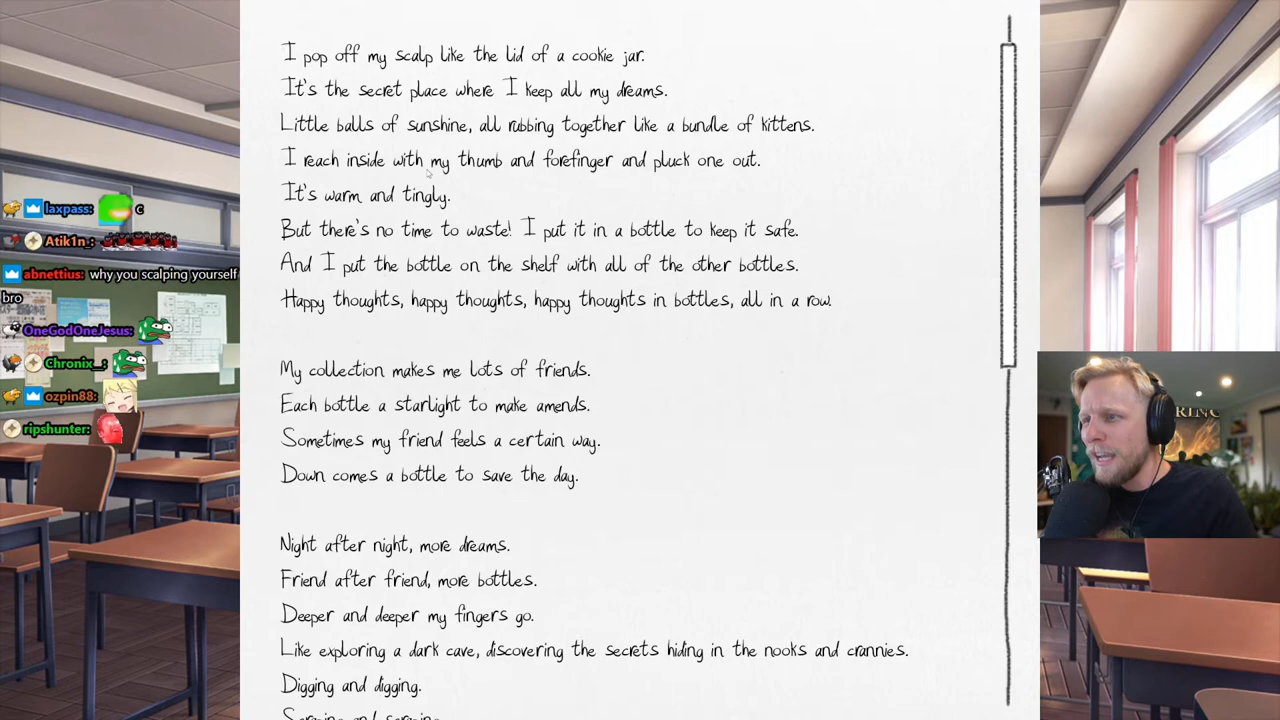 I pop off my scalp like the lid of a cookie jar.
It's the secret place where I keep all my dreams.
Little balls of sunshine, all rubbing together like a bundle of kittens.
I reach inside with my thumb and forefinger and pluck one out.
It's warm and tingly.
But there's no time to waste! I put it in a bottle to keep it safe.
And I put the bottle on the shelf with all of the other bottles.
Happy thoughts, happy thoughts, happy thoughts in bottles, all in a row.
My collection makes me lots of friends.
Each bottle a starlight to make amends.
Sometimes my friend feels a certain way.
Down comes a bottle to save the day.
Night after night, more dreams.
Friend after friend, more bottles.
Deeper and deeper my fingers go.
Like exploring a dark cave, discovering the secrets hiding in the nooks and crannies.
Digging and digging.
laxpass: c
Atik1n_:
abnettius: why you scalping yourself
bro
OneGodOneJesus:
Chronix__:
ozpin88:
ripshunter: